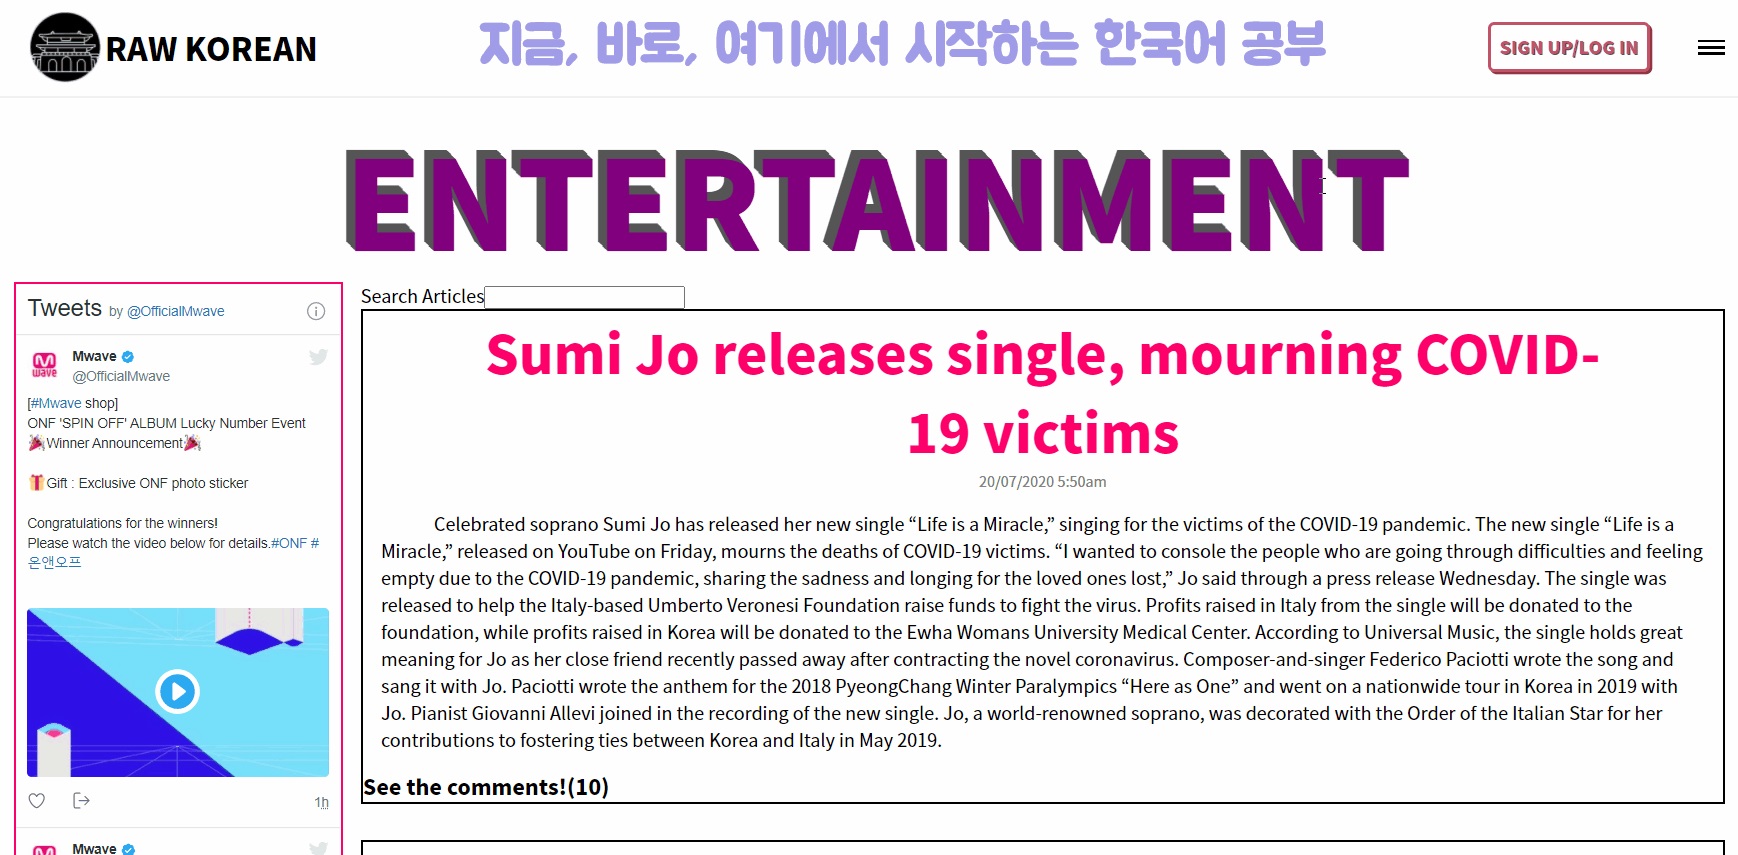 RAW KOREAN
지금, 바로, 여기에서 시작하는 한국어 공부
SIGN UP/LOG IN
ENTERTAINMENT
Tweets by @OfficialMwave
Mwave
@OfficialMwave
[#Mwave shop]
ONF 'SPIN OFF' ALBUM Lucky Number Event
🎉Winner Announcement🎉
🎁Gift : Exclusive ONF photo sticker
Congratulations for the winners!
Please watch the video below for details.#ONF #
온앤오프
1h
Mwave
Search Articles
Sumi Jo releases single, mourning COVID-
19 victims
20/07/2020 5:50am
Celebrated soprano Sumi Jo has released her new single “Life is a Miracle,” singing for the victims of the COVID-19 pandemic. The new single “Life is a
Miracle,” released on YouTube on Friday, mourns the deaths of COVID-19 victims. “I wanted to console the people who are going through difficulties and feeling
empty due to the COVID-19 pandemic, sharing the sadness and longing for the loved ones lost,” Jo said through a press release Wednesday. The single was
released to help the Italy-based Umberto Veronesi Foundation raise funds to fight the virus. Profits raised in Italy from the single will be donated to the
foundation, while profits raised in Korea will be donated to the Ewha Womans University Medical Center. According to Universal Music, the single holds great
meaning for Jo as her close friend recently passed away after contracting the novel coronavirus. Composer-and-singer Federico Paciotti wrote the song and
sang it with Jo. Paciotti wrote the anthem for the 2018 PyeongChang Winter Paralympics “Here as One” and went on a nationwide tour in Korea in 2019 with
Jo. Pianist Giovanni Allevi joined in the recording of the new single. Jo, a world-renowned soprano, was decorated with the Order of the Italian Star for her
contributions to fostering ties between Korea and Italy in May 2019.
See the comments!(10)